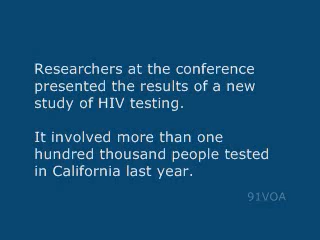 Researchers at the conference
presented the results of a new
study of HIV testing.
It involved more than one
hundred thousand people tested
in California last year.
91VOA